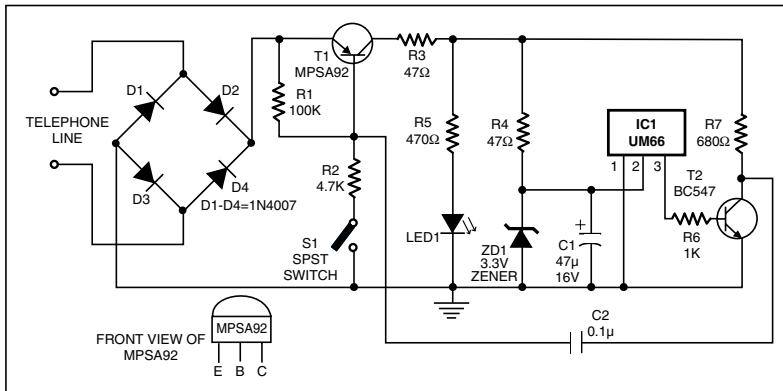 T1
MPSA92
R3
47Ω
D1
D2
R1
100K
TELEPHONE
LINE
R5
470Ω
R4
47Ω
IC1
UM66
R7
680Ω
1 2 3
T2
BC547
R2
4.7K
D3
D4
D1-D4=1N4007
R6
1K
S1
SPST
SWITCH
LED1
ZD1
3.3V
ZENER
+
C1
47µ
16V
FRONT VIEW OF
MPSA92
MPSA92
E B C
C2
0.1µ